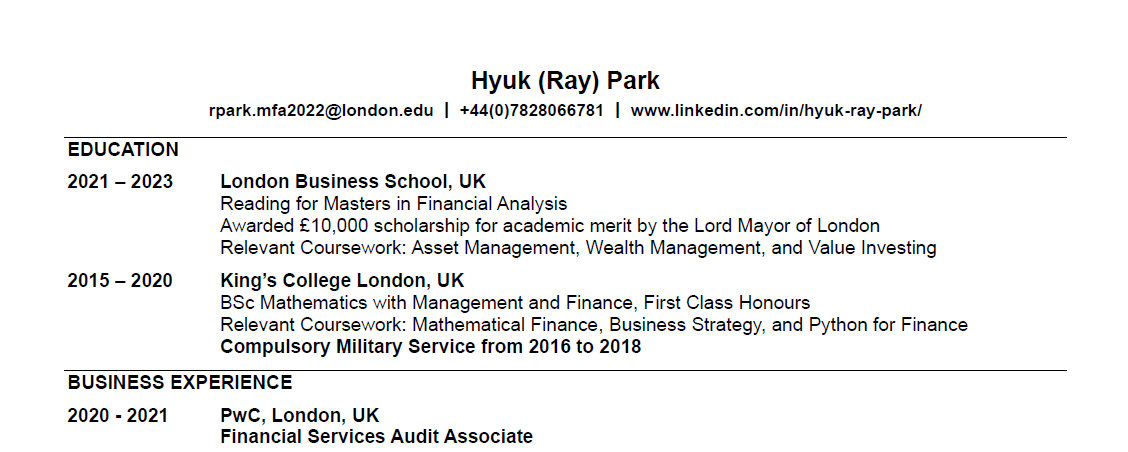 Hyuk (Ray) Park
rpark.mfa2022@london.edu | +44(0)7828066781 | www.linkedin.com/in/hyuk-ray-park/
EDUCATION
2021 – 2023 London Business School, UK
Reading for Masters in Financial Analysis
Awarded £10,000 scholarship for academic merit by the Lord Mayor of London
Relevant Coursework: Asset Management, Wealth Management, and Value Investing
2015 – 2020 King’s College London, UK
BSc Mathematics with Management and Finance, First Class Honours
Relevant Coursework: Mathematical Finance, Business Strategy, and Python for Finance
Compulsory Military Service from 2016 to 2018
BUSINESS EXPERIENCE
2020 - 2021 PwC, London, UK
Financial Services Audit Associate